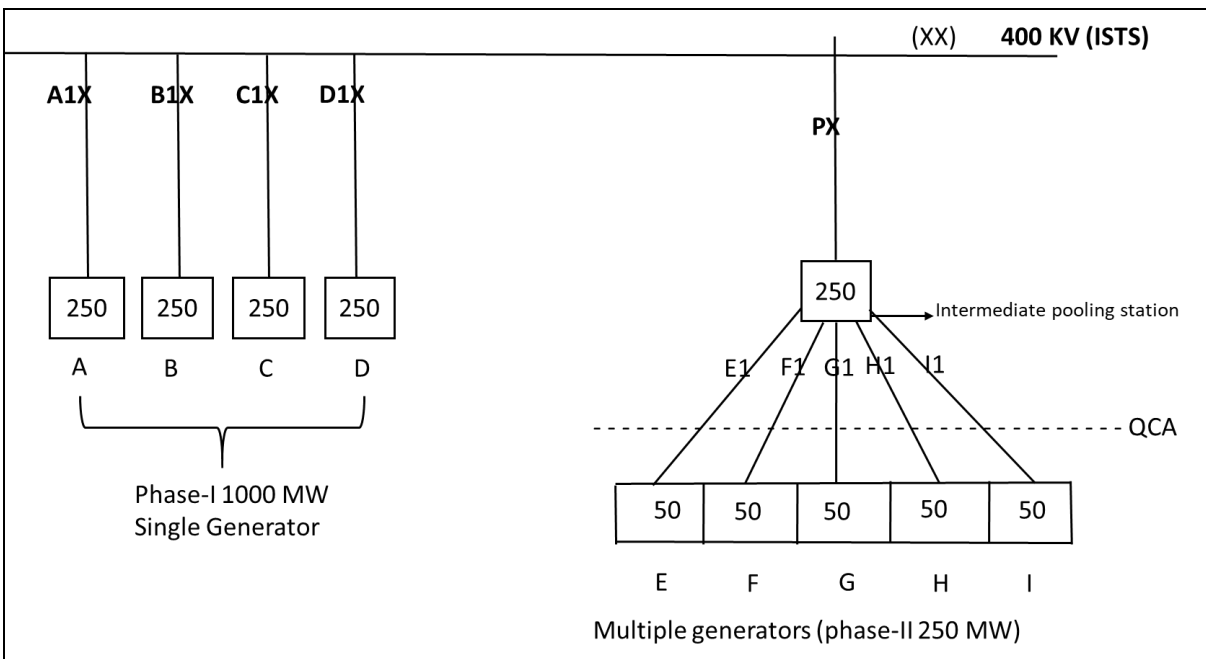 (XX) 400 KV (ISTS)
A1X B1X C1X D1X
PX
250 250 250 250
250
Intermediate pooling station
A B C D
E1 F1 G1 H1 I1
QCA
Phase-I 1000 MW
Single Generator
50 50 50 50 50
E F G H I
Multiple generators (phase-II 250 MW)